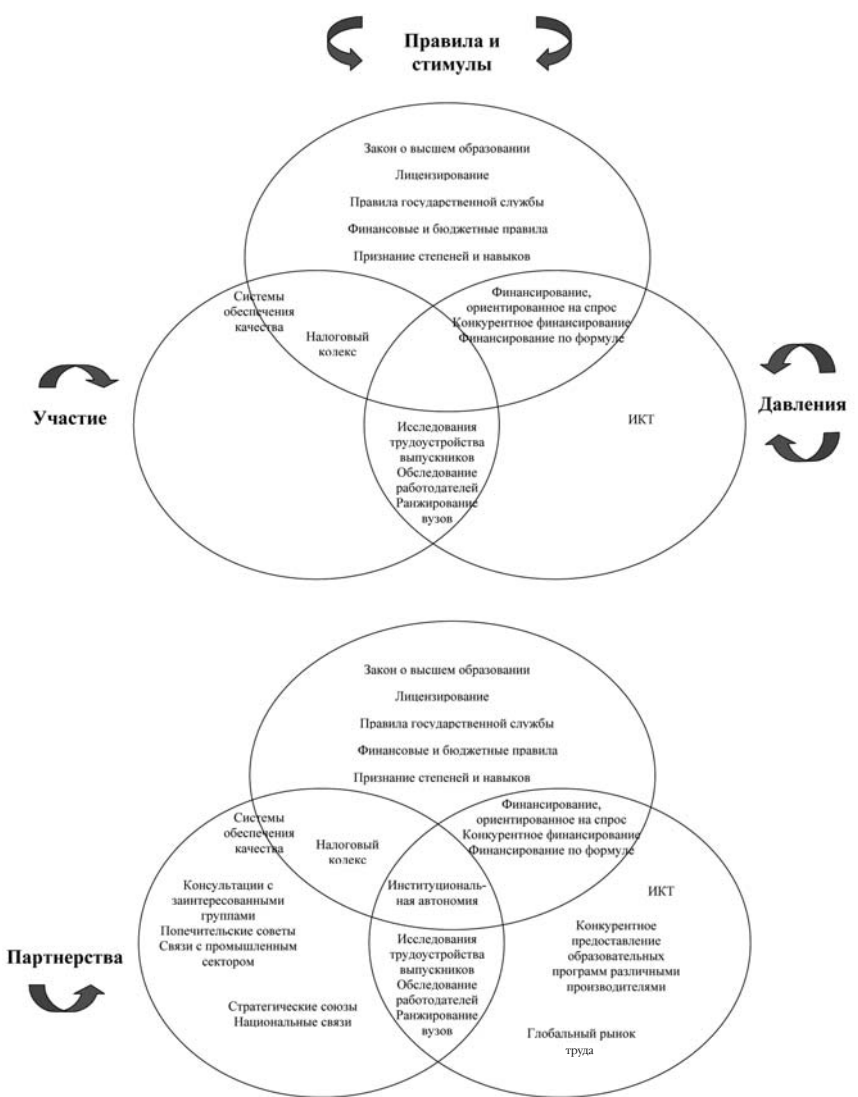 Правила и
стимулы
Закон о высшем образовании
Лицензирование
Правила государственной службы
Финансовые и бюджетные правила
Признание степеней и навыков
Системы
обеспечения
качества
Налоговый
колекс
Финансирование,
ориентированное на спрос
Конкурентное финансирование
Финансирование по формуле
Участие
Исследования
трудоустройства
выпускников
Обследование
работодателей
Ранжирование
вузов
ИКТ
Давления
Закон о высшем образовании
Лицензирование
Правила государственной службы
Финансовые и бюджетные правила
Признание степеней и навыков
Системы
обеспечения
качества
Налоговый
колекс
Финансирование,
ориентированное на спрос
Конкурентное финансирование
Финансирование по формуле
Консультации с
заинтересованными
группами
Попечительские советы
Связи с промышленным
сектором
Институциональ-
ная автономия
ИКТ
Партнерства
Стратегические союзы
Национальные связи
Исследования
трудоустройства
выпускников
Обследование
работодателей
Ранжирование
вузов
Конкурентное
предоставление
образовательных
программ различными
производителями
Глобальный рынок
труда